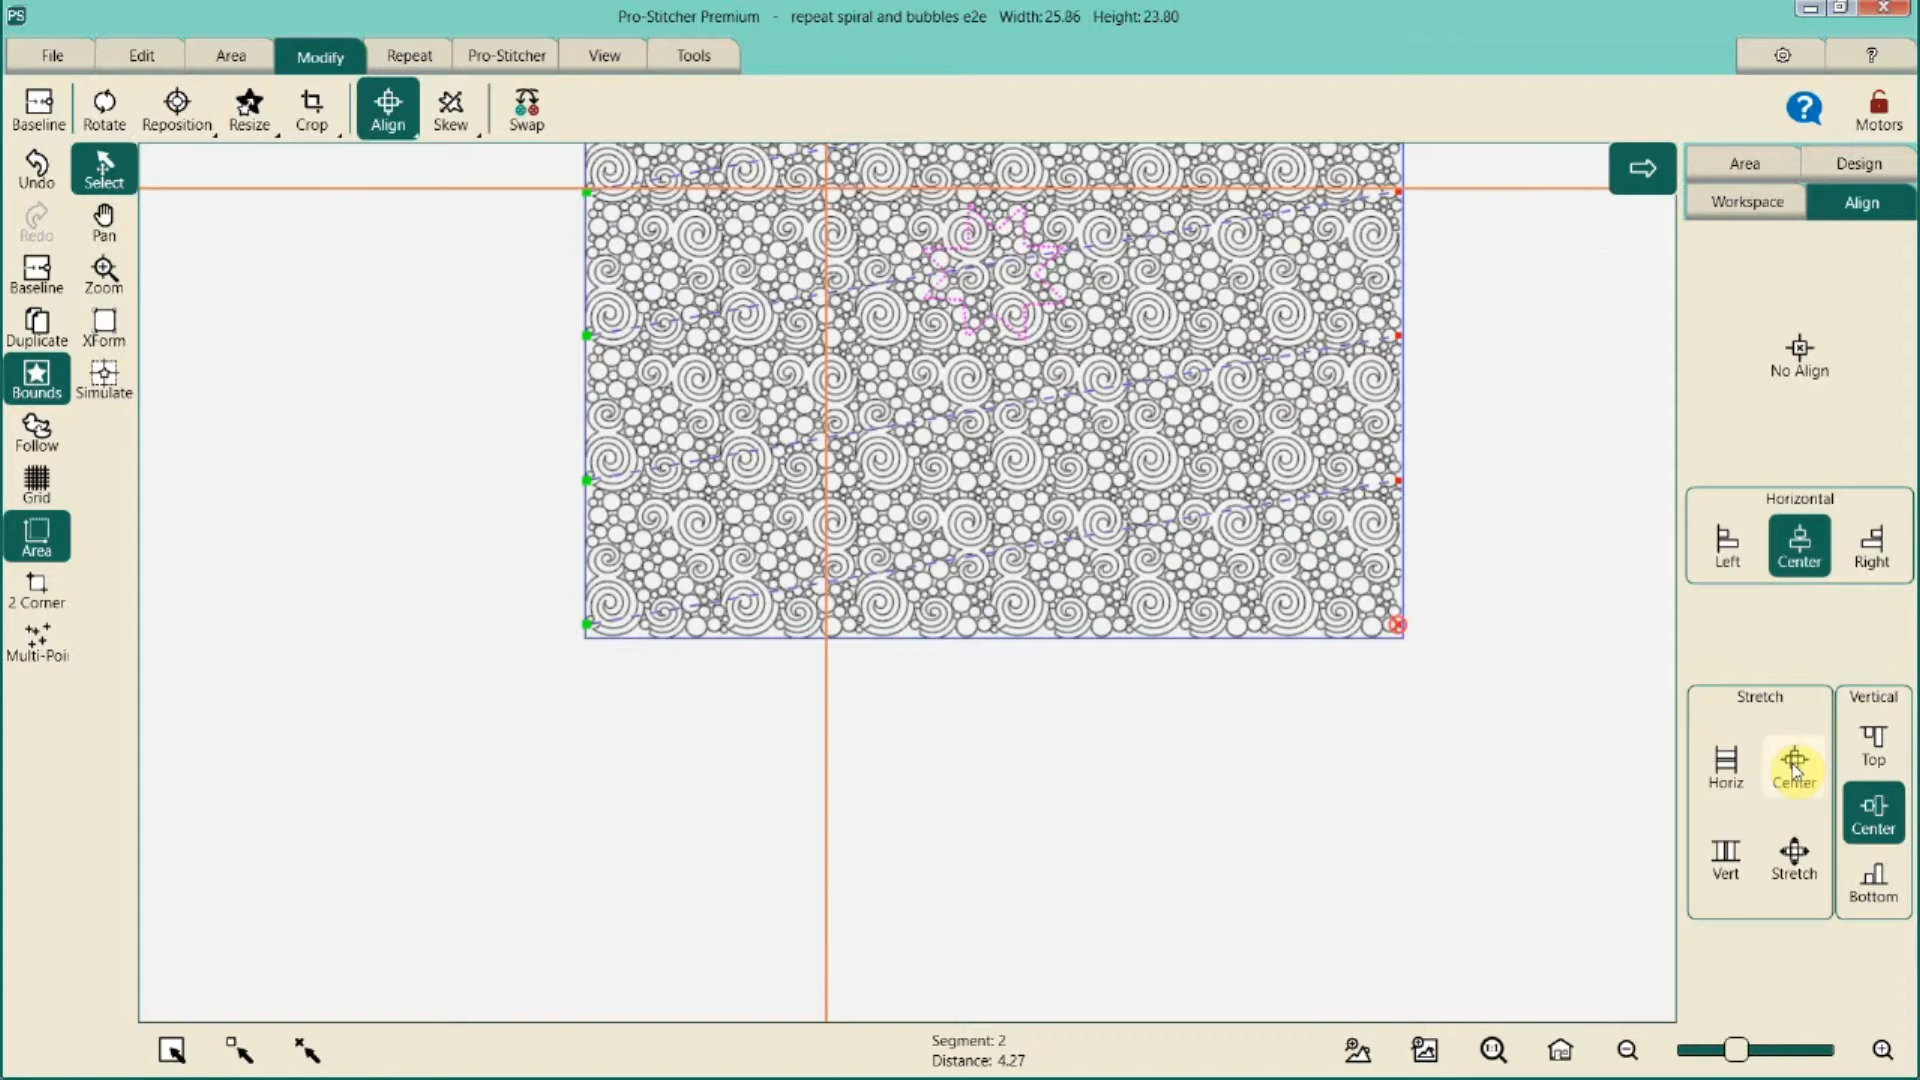 PS
Pro-Stitcher Premium - repeat spiral and bubbles e2e Width:25.86 Height:23.80
File Edit Area Modify Repeat Pro-Stitcher View Tools ?
Baseline Rotate Reposition Resize Crop Align Skew Swap ? Motors
Undo Select
Redo Pan
Baseline Zoom
Duplicate XForm
Bounds Simulate
Follow
Grid
Area
2 Corner
Multi-Poi
Area Design
Workspace Align
No Align
Horizontal
Left Center Right
Stretch Vertical
Top
Horiz Center
Center
Vert Stretch
Bottom
Segment: 2
Distance: 4.27
1:1